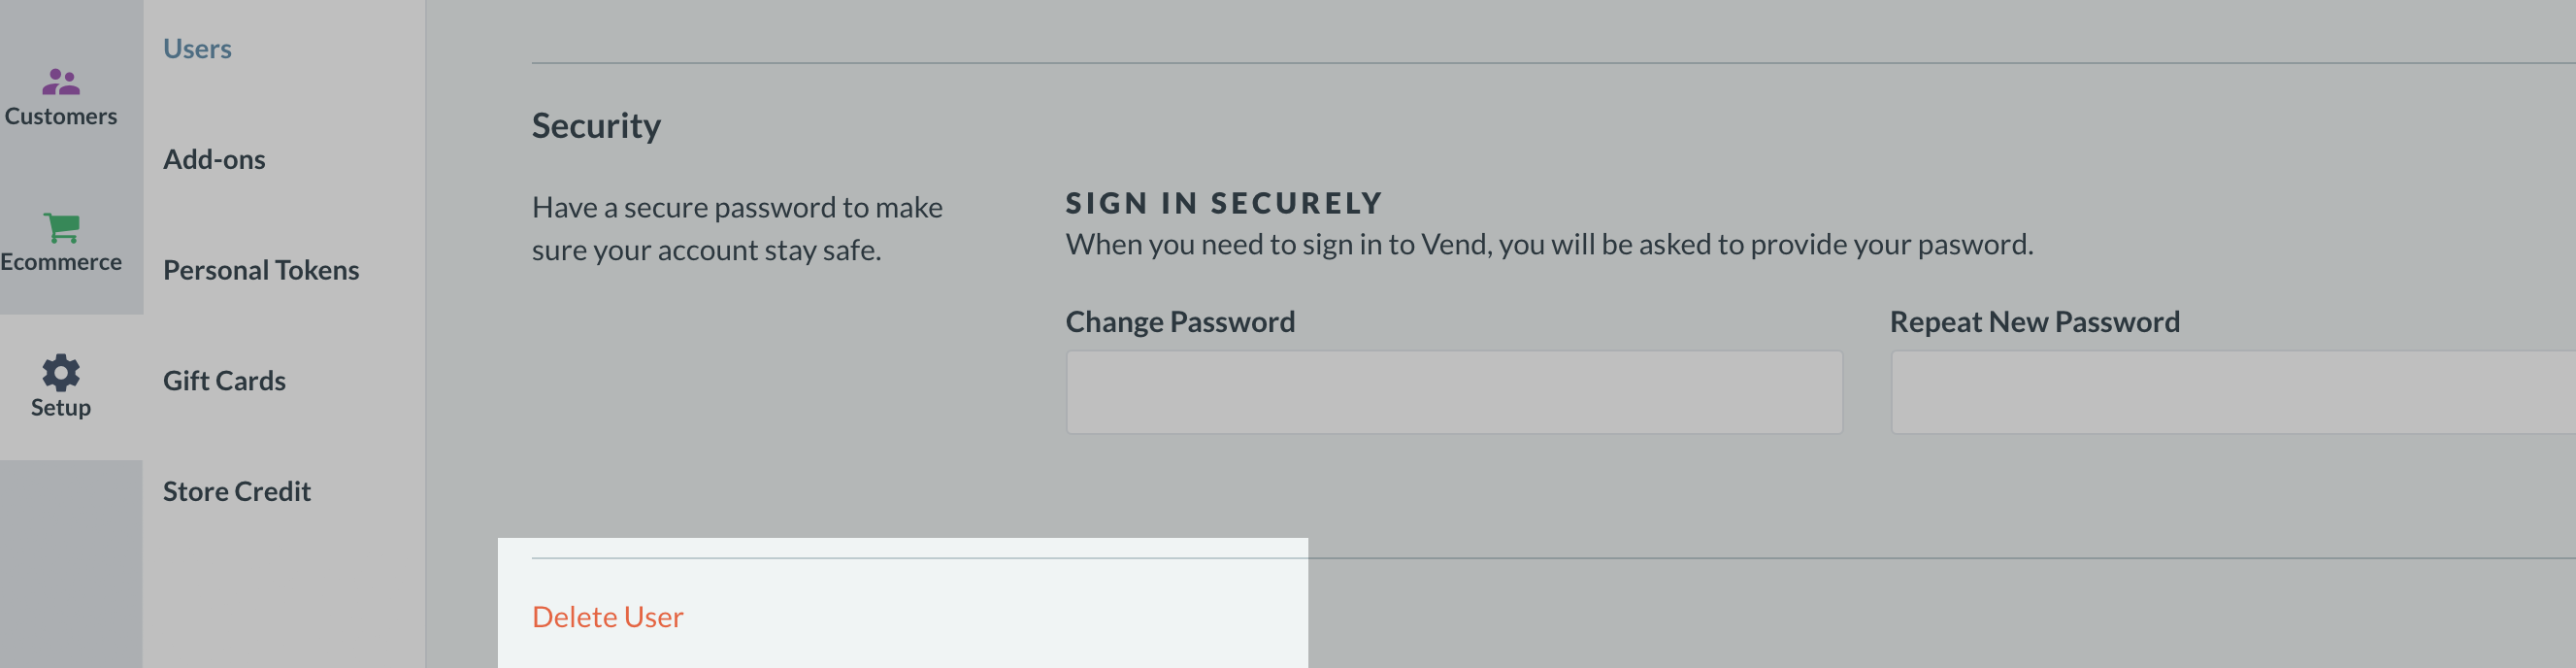 Customers
Ecommerce
Setup
Users
Add-ons
Personal Tokens
Gift Cards
Store Credit
Security
Have a secure password to make
sure your account stay safe.
SIGN IN SECURELY
When you need to sign in to Vend, you will be asked to provide your pasword.
Change Password
Repeat New Password
Delete User